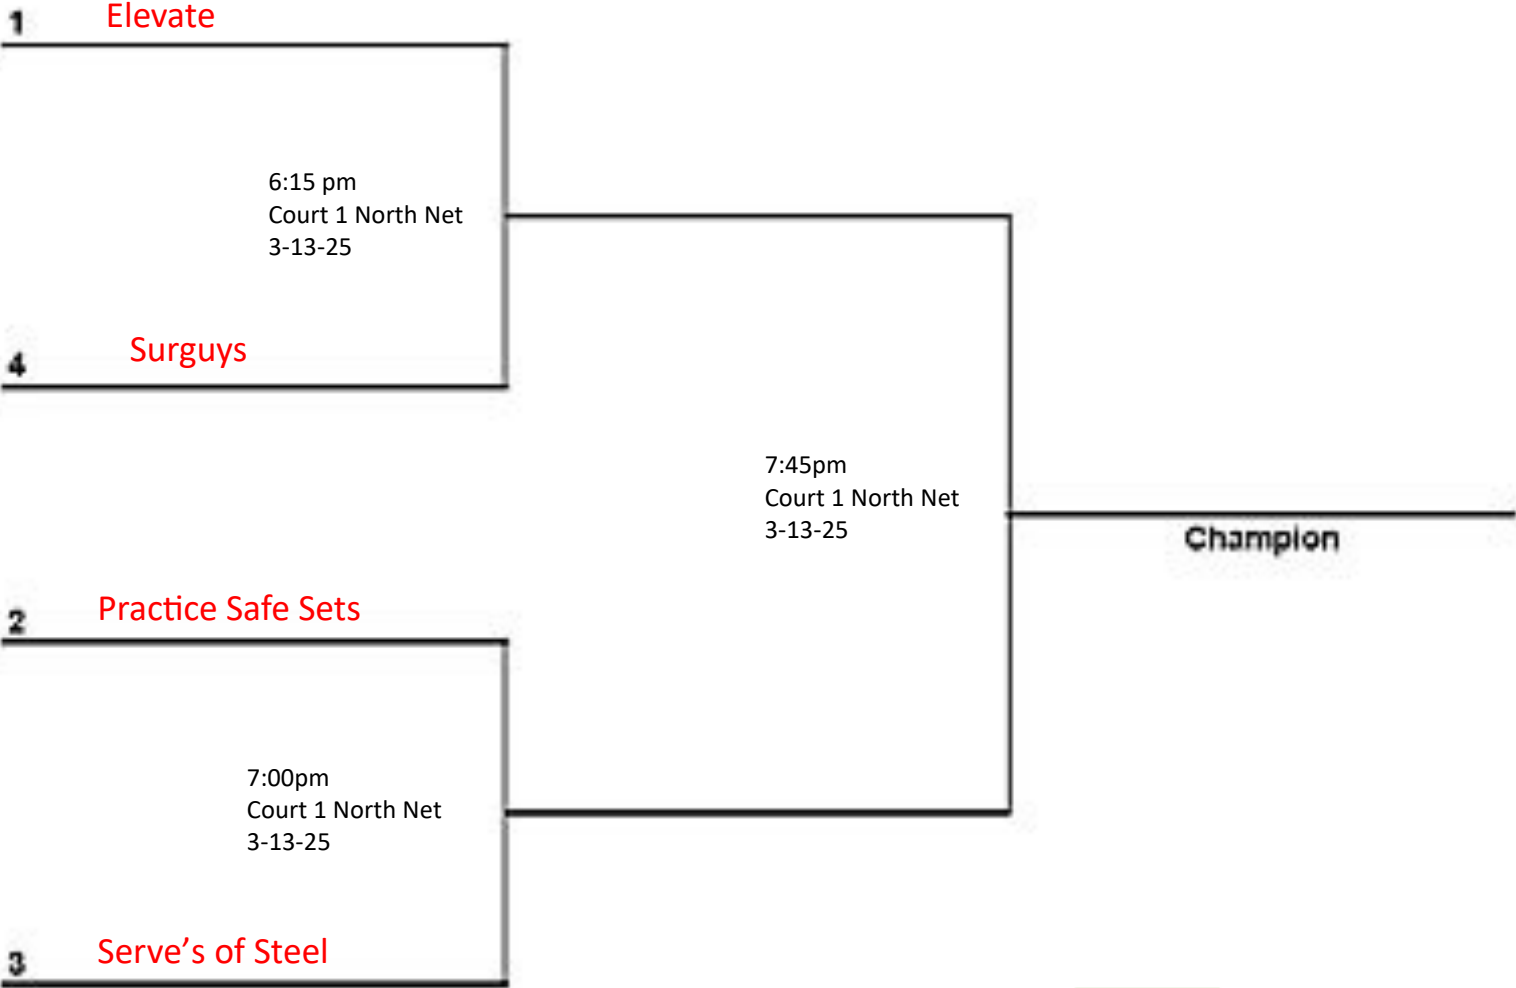 1 Elevate
6:15 pm
Court 1 North Net
3-13-25
4 Surguys
7:45pm
Court 1 North Net
3-13-25
Champion
2 Practice Safe Sets
7:00pm
Court 1 North Net
3-13-25
3 Serve’s of Steel